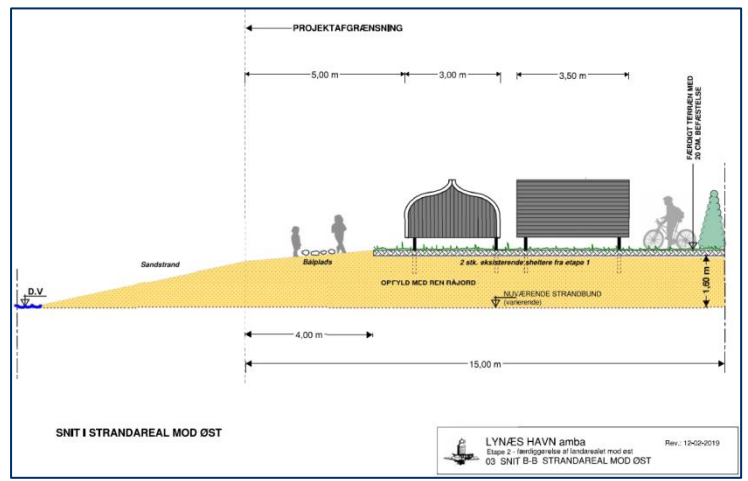 PROJEKTAFGRÆNSNING
5,00 m
3,00 m
3,50 m
FÆRDIGT TERRÆN MED
20 CM. BEFÆSTELSE
Sandstrand
Bålplads
2 stk. eksisterende sheltere fra etape 1
D.V
OPFYLD MED REN RÅJORD
NUVÆRENDE STRANDBUND
(varierende)
1,60 m
4,00 m
15,00 m
SNIT I STRANDAREAL MOD ØST
LYNÆS HAVN amba
Rev.: 12-02-2019
Etape 2 - færdiggørelse af landarealet mod øst
03 SNIT B-B STRANDAREAL MOD ØST